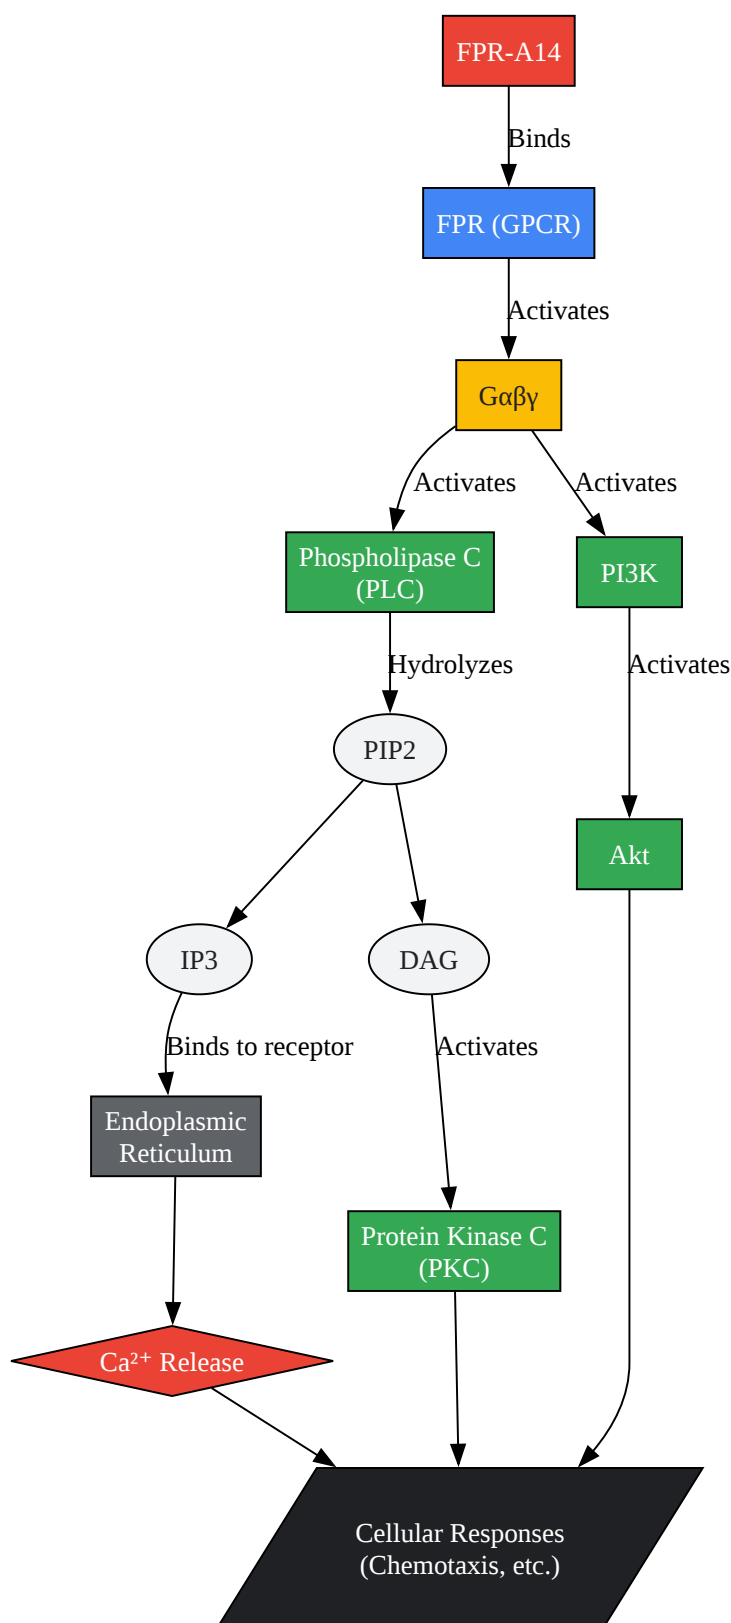 FPR-A14
Binds
FPR (GPCR)
Activates
Gαβγ
Activates
Activates
Phospholipase C
(PLC)
PI3K
Hydrolyzes
Activates
PIP2
Akt
IP3
DAG
Binds to receptor
Activates
Endoplasmic
Reticulum
Protein Kinase C
(PKC)
Ca²⁺ Release
Cellular Responses
(Chemotaxis, etc.)